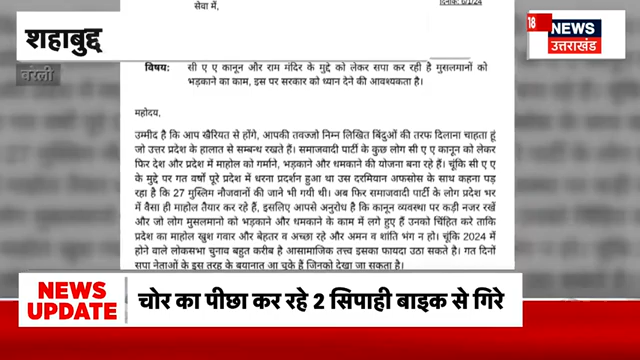 सेवा में,
दिनांक: 6/1/24
18
NEWS
उत्तराखंड
शहाबुद्द
बरेली
विषय: सी ए ए कानून और राम मंदिर के मुद्दे को लेकर सपा कर रही है मुसलमानों को
भड़काने का काम, इस पर सरकार को ध्यान देने की आवश्यकता है।
महोदय,
उम्मीद है कि आप खैरियत से होंगे, आपकी तवज्जो निम्न लिखित बिंदुओं की तरफ दिलाना चाहता हूं
जो उत्तर प्रदेश के हालात से सम्बन्ध रखते हैं। समाजवादी पार्टी के कुछ लोग सी ए ए कानून को लेकर
फिर देश और प्रदेश में माहोल को गर्माने, भड़काने और धमकाने की योजना बना रहे हैं। चूंकि सी ए ए
के मुद्दे पर गत वर्षों पूरे प्रदेश में धरना प्रदर्शन हुआ था उस दरमियान अफसोस के साथ कहना पड़
रहा है कि 27 मुस्लिम नौजवानों की जाने भी गयी थी। अब फिर समाजवादी पार्टी के लोग प्रदेश भर
में वैसा ही माहोल तैयार कर रहे हैं, इसलिए आपसे अनुरोध है कि कानून व्यवस्था पर कड़ी नजर रखें
और जो लोग मुसलमानो को भड़काने और धमकाने के काम में लगे हुए हैं उनको चिंहित करे ताकि
प्रदेश का माहोल खुश गवार और बेहतर व अच्छा रहे और अमन व शांति भंग न हो। चूंकि 2024 में
होने वाले लोकसभा चुनाव बहुत करीब है आसामाजिक तत्त्व इसका फायदा उठा सकते है। गत दिनों
सपा नेलाओं के इस तरह के बयानात आ चुके हैं जिनको देखा जा सकता है।
NEWS
UPDATE
चोर का पीछा कर रहे 2 सिपाही बाइक से गिरे